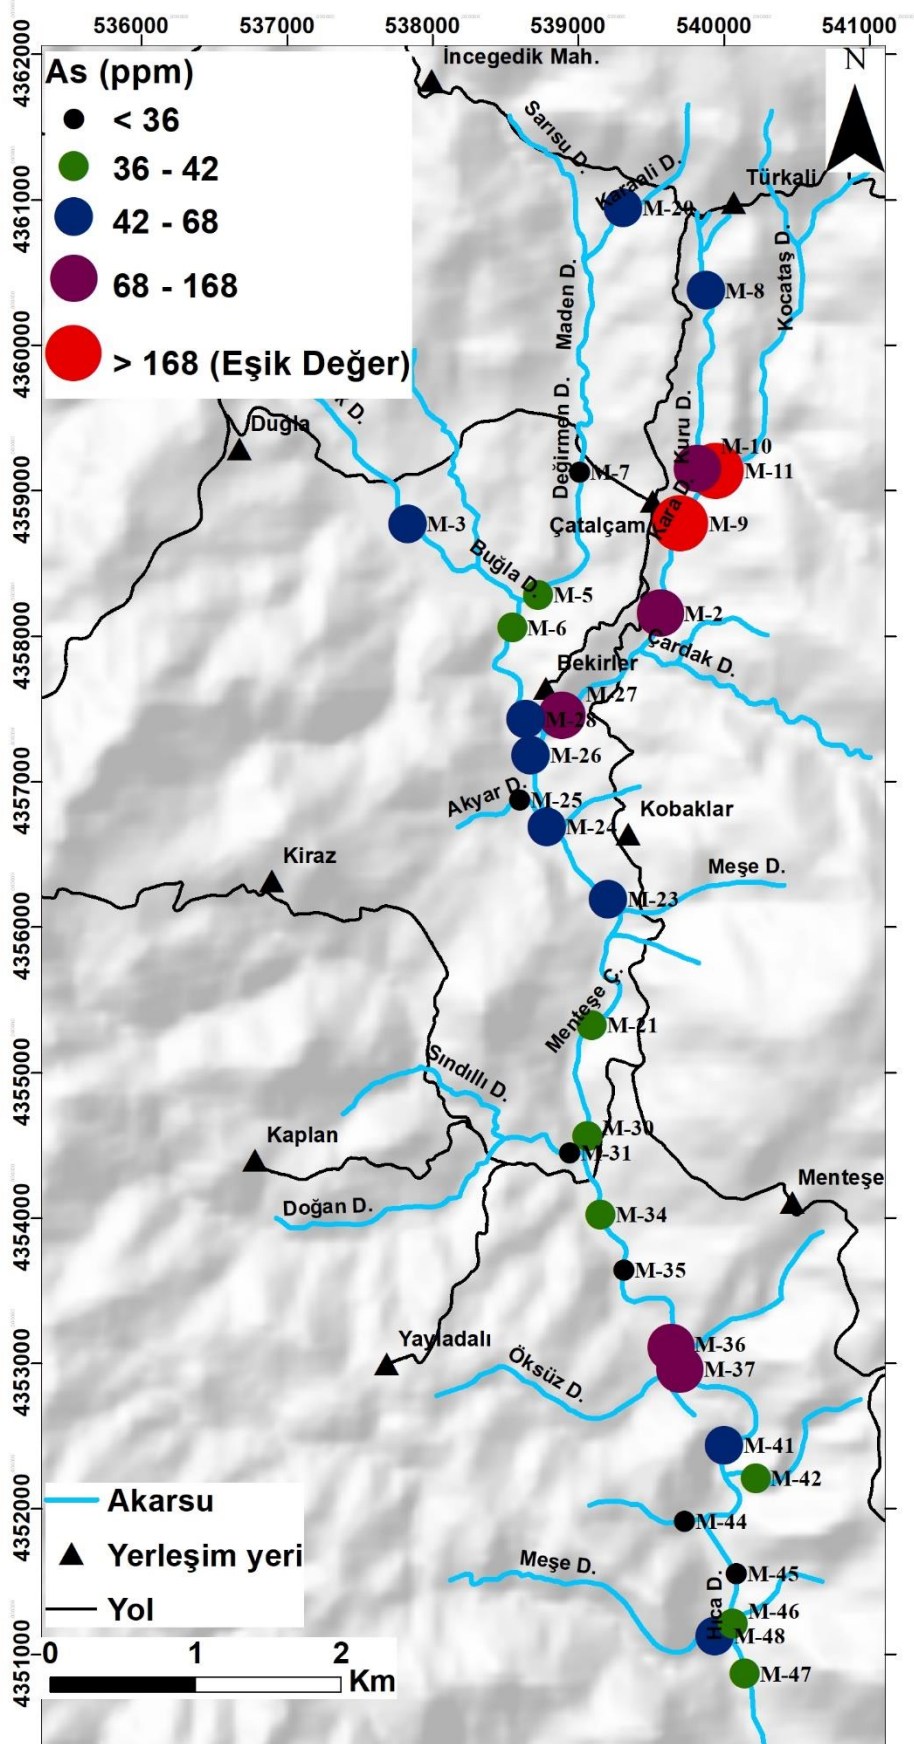 536000 537000 538000 539000 540000 541000
4362000
4361000
4360000
4359000
4358000
4357000
4356000
4355000
4354000
4353000
4352000
4351000
As (ppm)
< 36
36 - 42
42 - 68
68 - 168
> 168 (Eşik Değer)
N
İncegedik Mah.
Sarısu D.
Karaali D.
Türkali
M-29
Kocataş D.
Maden D.
M-8
D.
Duğla
Değirmen D.
Kuru D.
M-10
M-7
M-11
Kara D.
M-3
Çatalçam
M-9
Buğla D.
M-5
M-2
M-6
Çardak D.
Bekirler
M-27
M-28
M-26
Akyar D.
M-25
Kobaklar
M-24
Kiraz
Meşe D.
M-23
Menteşe Ç.
M-21
Sındıllı D.
M-30
Kaplan
M-31
Menteşe
Doğan D.
M-34
M-35
Yayladalı
M-36
Öksüz D.
M-37
M-41
M-42
Akarsu
M-44
Yerleşim yeri
Meşe D.
M-45
Yol
Hıca D.
M-46
M-48
0 1 2
Km
M-47